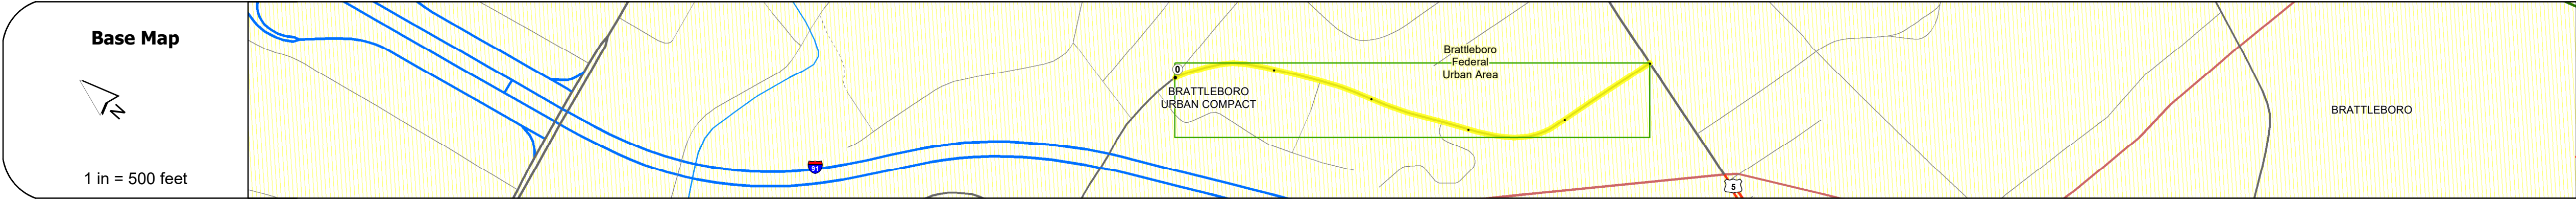 Base Map
N
1 in = 500 feet
91
0
BRATTLEBORO
URBAN COMPACT
Brattleboro
Federal
Urban Area
5
BRATTLEBORO